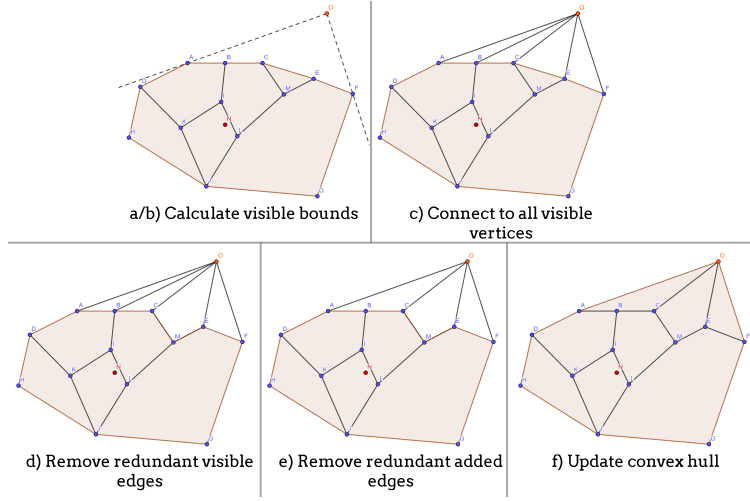 O
A B C
E
D
M F
I
N
K
H
G
a/b) Calculate visible bounds
O
A B C
E
D
M F
I
N
K
H
G
c) Connect to all visible
vertices
O
A B C
E
D
M F
I
N
K
H
G
d) Remove redundant visible
edges
O
A B C
E
D
M F
I
N
K
H
G
e) Remove redundant added
edges
O
A B C
E
D
M F
I
N
K
H
G
f) Update convex hull